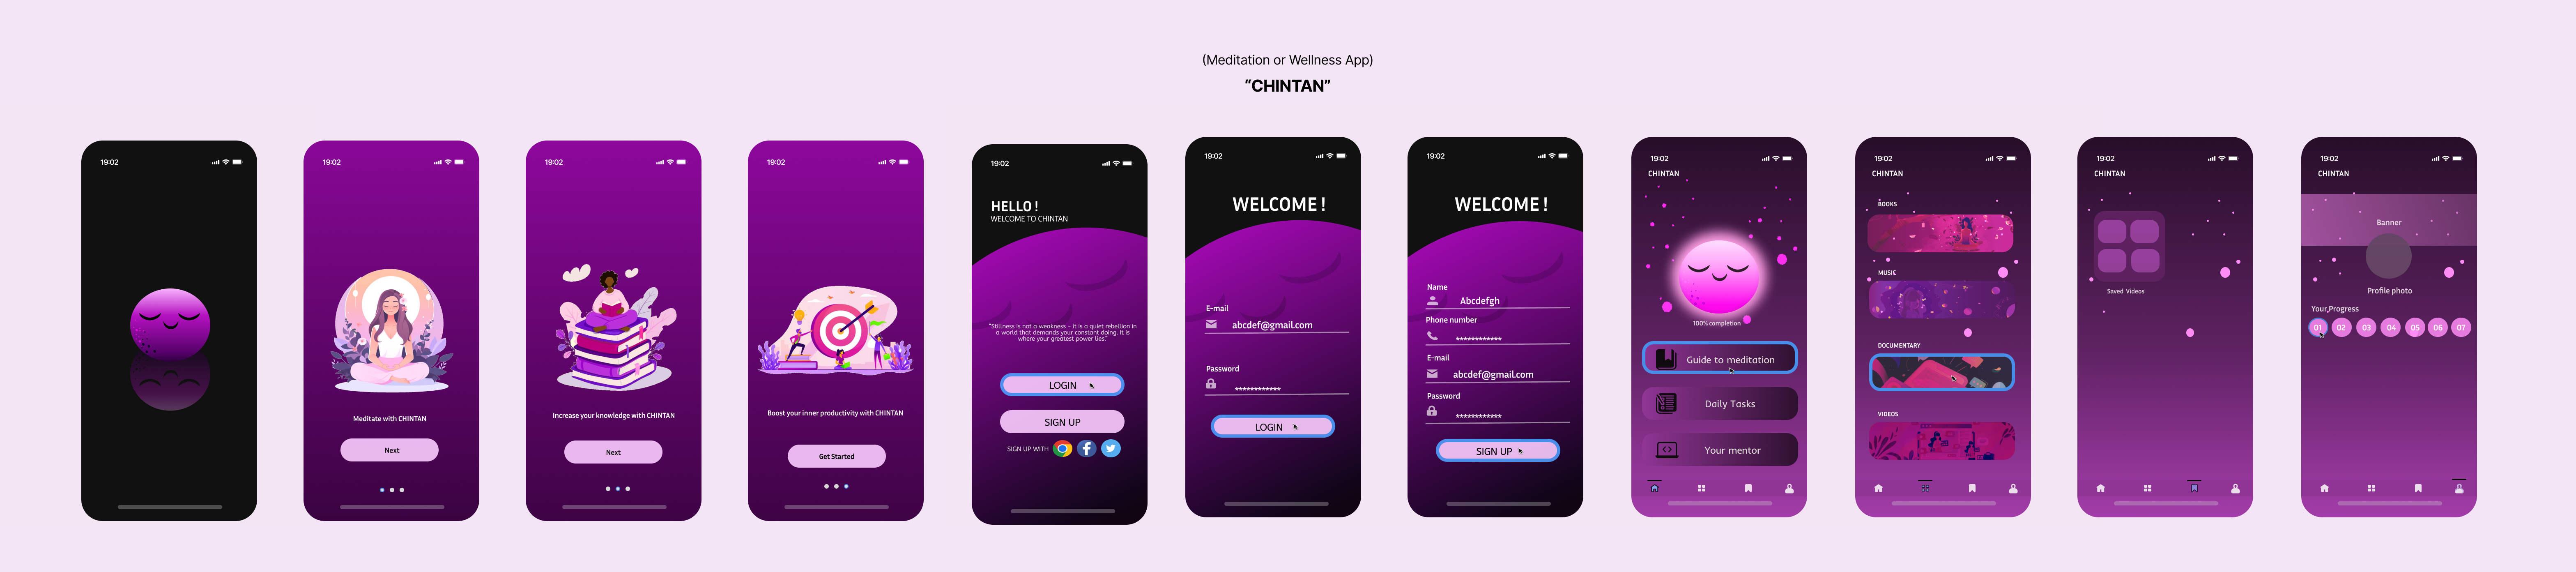 (Meditation or Wellness App)
“CHINTAN”
19:02
19:02
Meditate with CHINTAN
Next
19:02
Increase your knowledge with CHINTAN
Next
19:02
Boost your inner productivity with CHINTAN
Get Started
19:02
HELLO !
WELCOME TO CHINTAN
“Stillness is not a weakness - it is a quiet rebellion in
a world that demands your constant doing. It is
where your greatest power lies.”
LOGIN
SIGN UP
SIGN UP WITH
19:02
WELCOME !
E-mail
abcdef@gmail.com
Password
************
LOGIN
19:02
WELCOME !
Name
Abcdefgh
Phone number
************
E-mail
abcdef@gmail.com
Password
************
SIGN UP
19:02
CHINTAN
100% completion
Guide to meditation
Daily Tasks
Your mentor
19:02
CHINTAN
BOOKS
MUSIC
DOCUMENTARY
VIDEOS
19:02
CHINTAN
Saved Videos
19:02
CHINTAN
Banner
Profile photo
Your,Progress
01 02 03 04 05 06 07